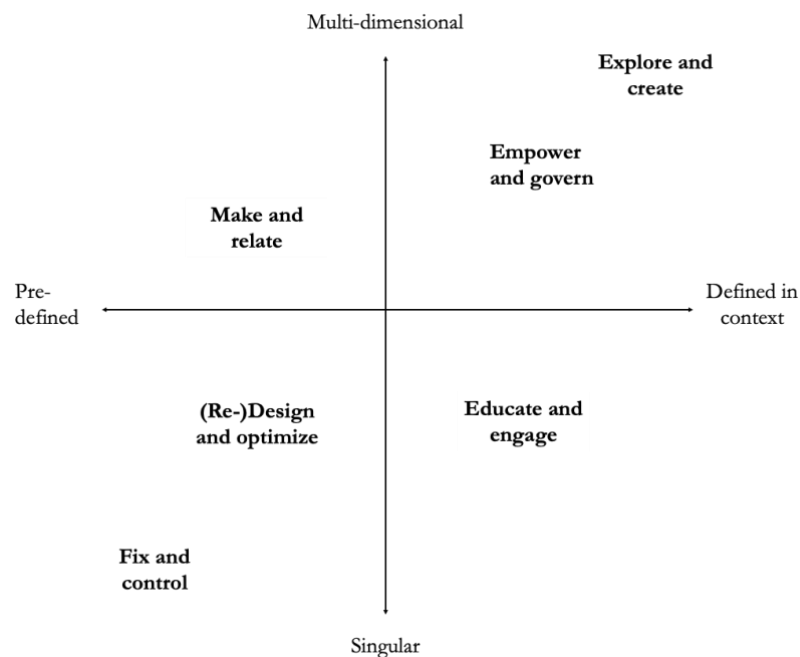 Multi-dimensional
Explore and
create
Empower
and govern
Make and
relate
Pre-
defined
Defined in
context
(Re-)Design
and optimize
Educate and
engage
Fix and
control
Singular